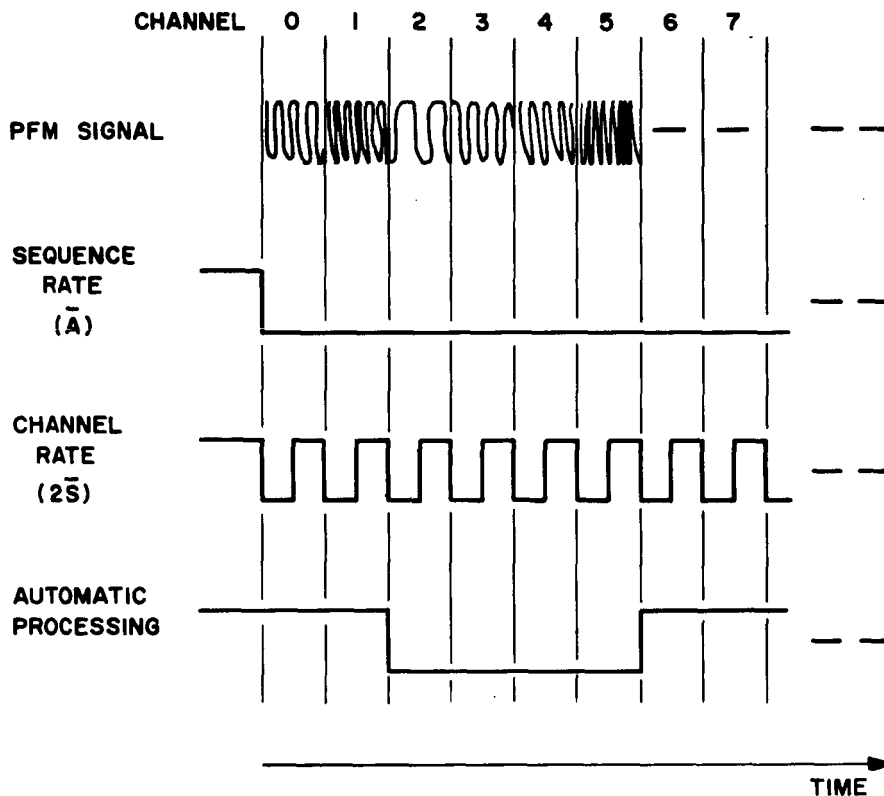 CHANNEL 0 1 2 3 4 5 6 7
PFM SIGNAL
SEQUENCE
RATE
(Ā)
CHANNEL
RATE
(2S̄)
AUTOMATIC
PROCESSING
TIME